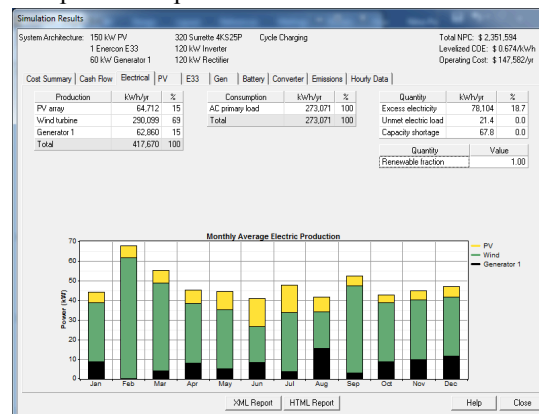 Simulation Results
System Architecture: 150 kW PV 320 Surrette 4KS25P Cycle Charging Total NPC: $ 2,351,594
1 Enercon E33 120 kW Inverter Levelized COE: $ 0.674/kWh
60 kW Generator 1 120 kW Rectifier Operating Cost: $ 147,582/yr
Cost Summary Cash Flow Electrical PV E33 Gen Battery Converter Emissions Hourly Data
Production kWh/yr % Consumption kWh/yr % Quantity kWh/yr %
PV array 64,712 15 AC primary load 273,071 100 Excess electricity 78,104 18.7
Wind turbine 290,099 69 Total 273,071 100 Unmet electric load 21.4 0.0
Generator 1 62,860 15 Capacity shortage 67.8 0.0
Total 417,670 100 Quantity Value
Renewable fraction 1.00
Monthly Average Electric Production
Power (kW)
70
60
50
40
30
20
10
0
Jan Feb Mar Apr May Jun Jul Aug Sep Oct Nov Dec
PV
Wind
Generator 1
XML Report HTML Report Help Close